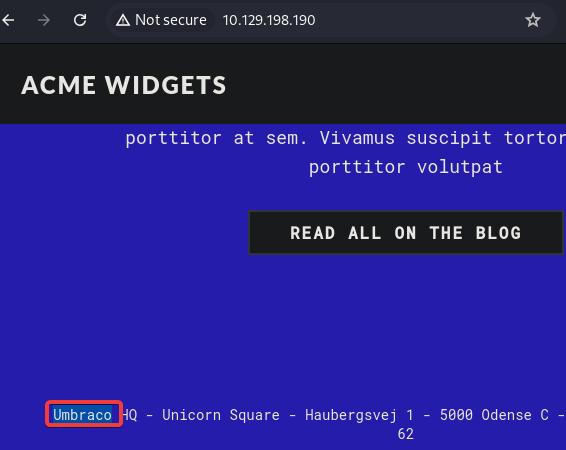 Not secure 10.129.198.190
ACME WIDGETS
porttitor at sem. Vivamus suscipit tortor
porttitor volutpat
READ ALL ON THE BLOG
Umbraco HQ - Unicorn Square - Haubergsvej 1 - 5000 Odense C -
62